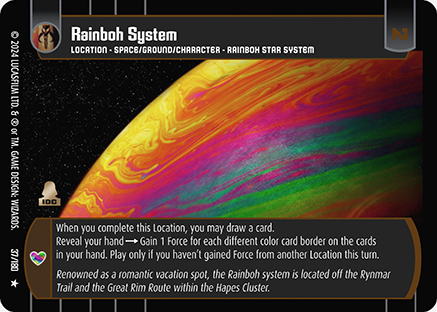 Rainboh System
LOCATION - SPACE/GROUND/CHARACTER - RAINBOH STAR SYSTEM
© 2024 LUCASFILM LTD. & ® OR TM. GAME DESIGN: WIZARDS.
37/180
IDC
When you complete this Location, you may draw a card.
Reveal your hand → Gain 1 Force for each different color card border on the cards
in your hand. Play only if you haven't gained Force from another Location this turn.
Renowned as a romantic vacation spot, the Rainboh system is located off the Rynmar
Trail and the Great Rim Route within the Hapes Cluster.